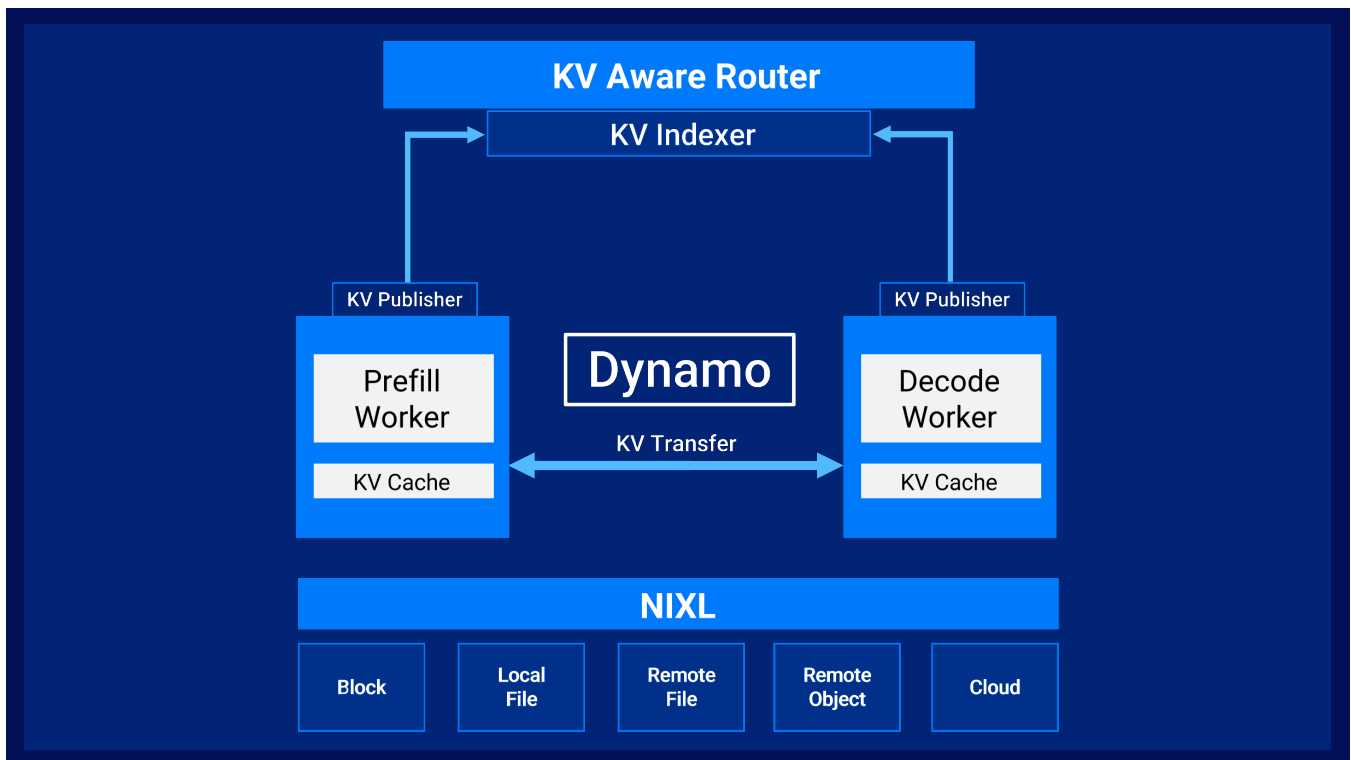 KV Aware Router
KV Indexer
KV Publisher
KV Publisher
Prefill
Worker
KV Cache
Dynamo
KV Transfer
Decode
Worker
KV Cache
NIXL
Block
Local
File
Remote
File
Remote
Object
Cloud